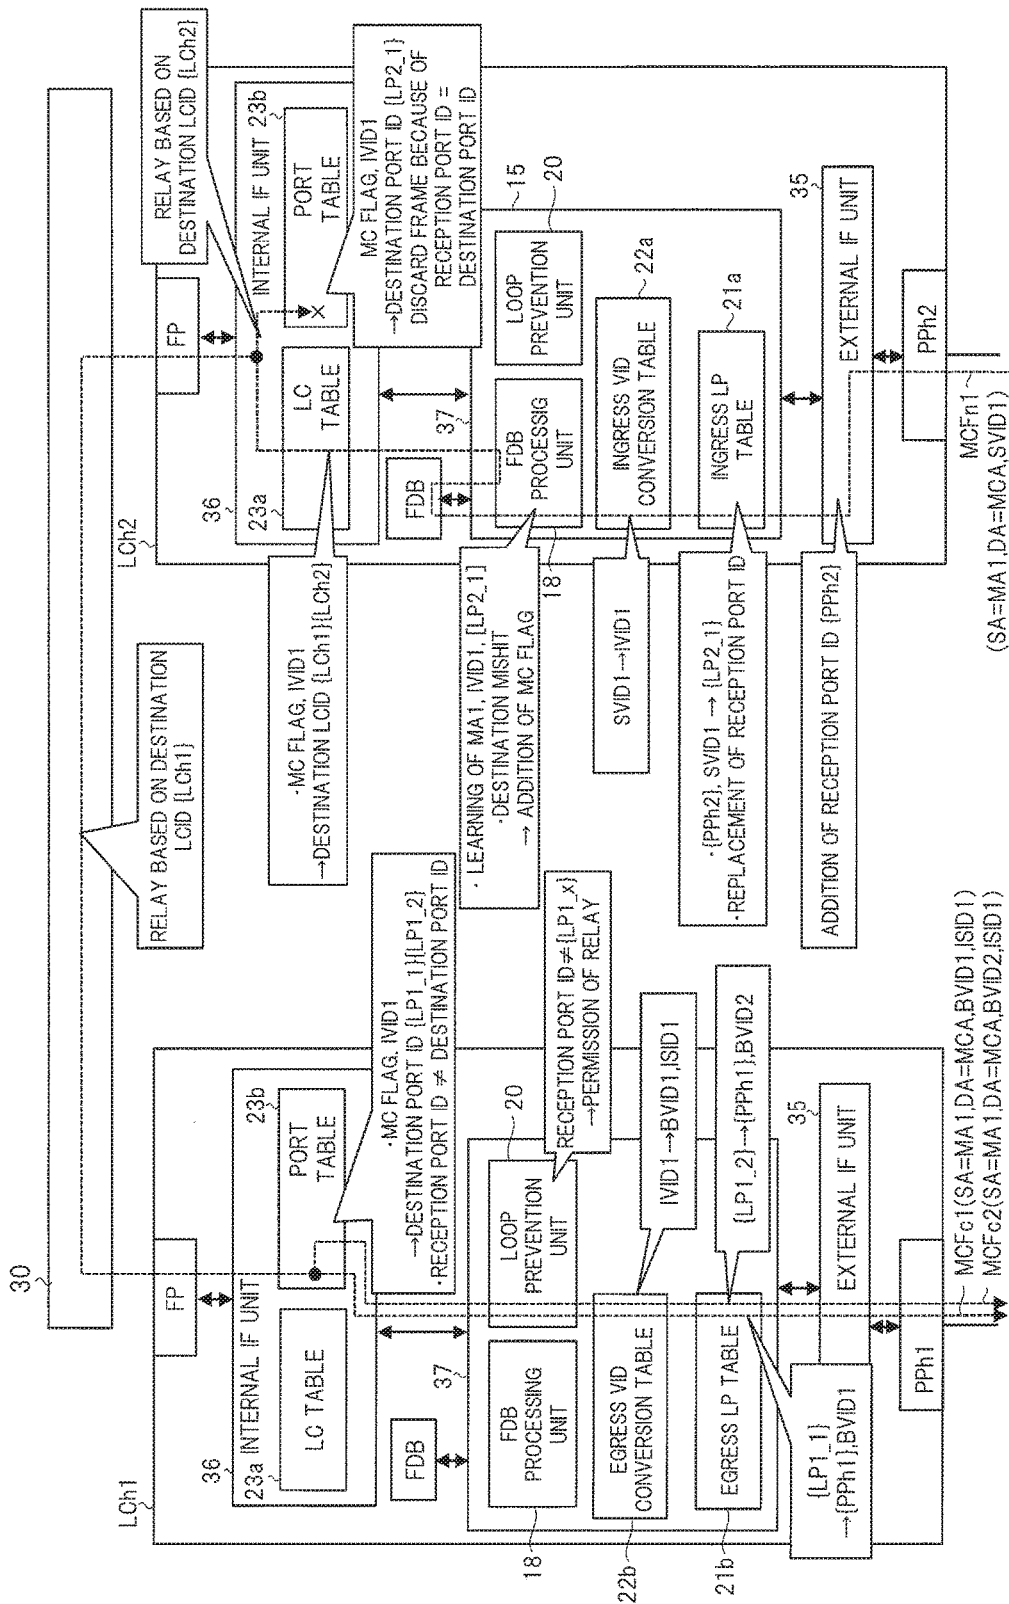 30
RELAY BASED ON DESTINATION
LCID {LCh1}
RELAY BASED ON
DESTINATION LCID {LCh2}
LCh1
FP
36
INTERNAL IF UNIT
23a
LC TABLE
23b
PORT
TABLE
·MC FLAG, IVID1
→DESTINATION PORT ID {LP1_1}{LP1_2}
·RECEPTION PORT ID ≠ DESTINATION PORT ID
FDB
37
FDB
PROCESSING
UNIT
18
20
LOOP
PREVENTION
UNIT
RECEPTION PORT ID≠{LP1_x}
→PERMISSION OF RELAY
EGRESS VID
CONVERSION TABLE
22b
IVID1→BVID1,ISID1
EGRESS LP TABLE
21b
{LP1_2}→{PPh1},BVID2
{LP1_1}
→{PPh1},BVID1
35
EXTERNAL IF UNIT
PPh1
MCFc1(SA=MA1,DA=MCA,BVID1,ISID1)
MCFc2(SA=MA1,DA=MCA,BVID2,ISID1)
LCh2
FP
36
INTERNAL IF UNIT
23a
LC
TABLE
23b
PORT
TABLE
·MC FLAG, IVID1
→DESTINATION LCID {LCh1}{LCh2}
MC FLAG, IVID1
→DESTINATION PORT ID {LP2_1}
DISCARD FRAME BECAUSE OF
RECEPTION PORT ID =
DESTINATION PORT ID
FDB
37
15
FDB
PROCESSIG
UNIT
18
LOOP
PREVENTION
UNIT
20
· LEARNING OF MA1, IVID1, [LP2_1]
·DESTINATION MISHIT
→ ADDITION OF MC FLAG
INGRESS VID
CONVERSION TABLE
22a
SVID1→IVID1
INGRESS LP
TABLE
21a
·{PPh2}, SVID1 → {LP2_1}
·REPLACEMENT OF RECEPTION PORT ID
35
EXTERNAL IF UNIT
ADDITION OF RECEPTION PORT ID {PPh2}
PPh2
MCFn1
(SA=MA1,DA=MCA,SVID1)